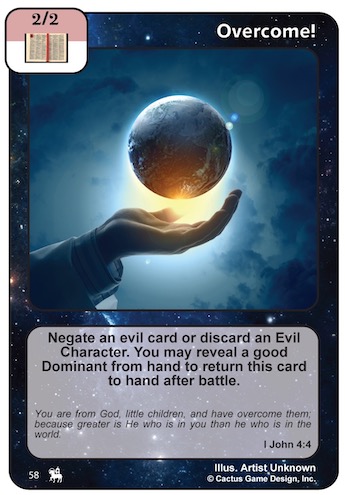 2/2
Overcome!
Negate an evil card or discard an Evil
Character. You may reveal a good
Dominant from hand to return this card
to hand after battle.
You are from God, little children, and have overcome them;
because greater is He who is in you than he who is in the
world.
I John 4:4
Illus. Artist Unknown
58
© Cactus Game Design, Inc.